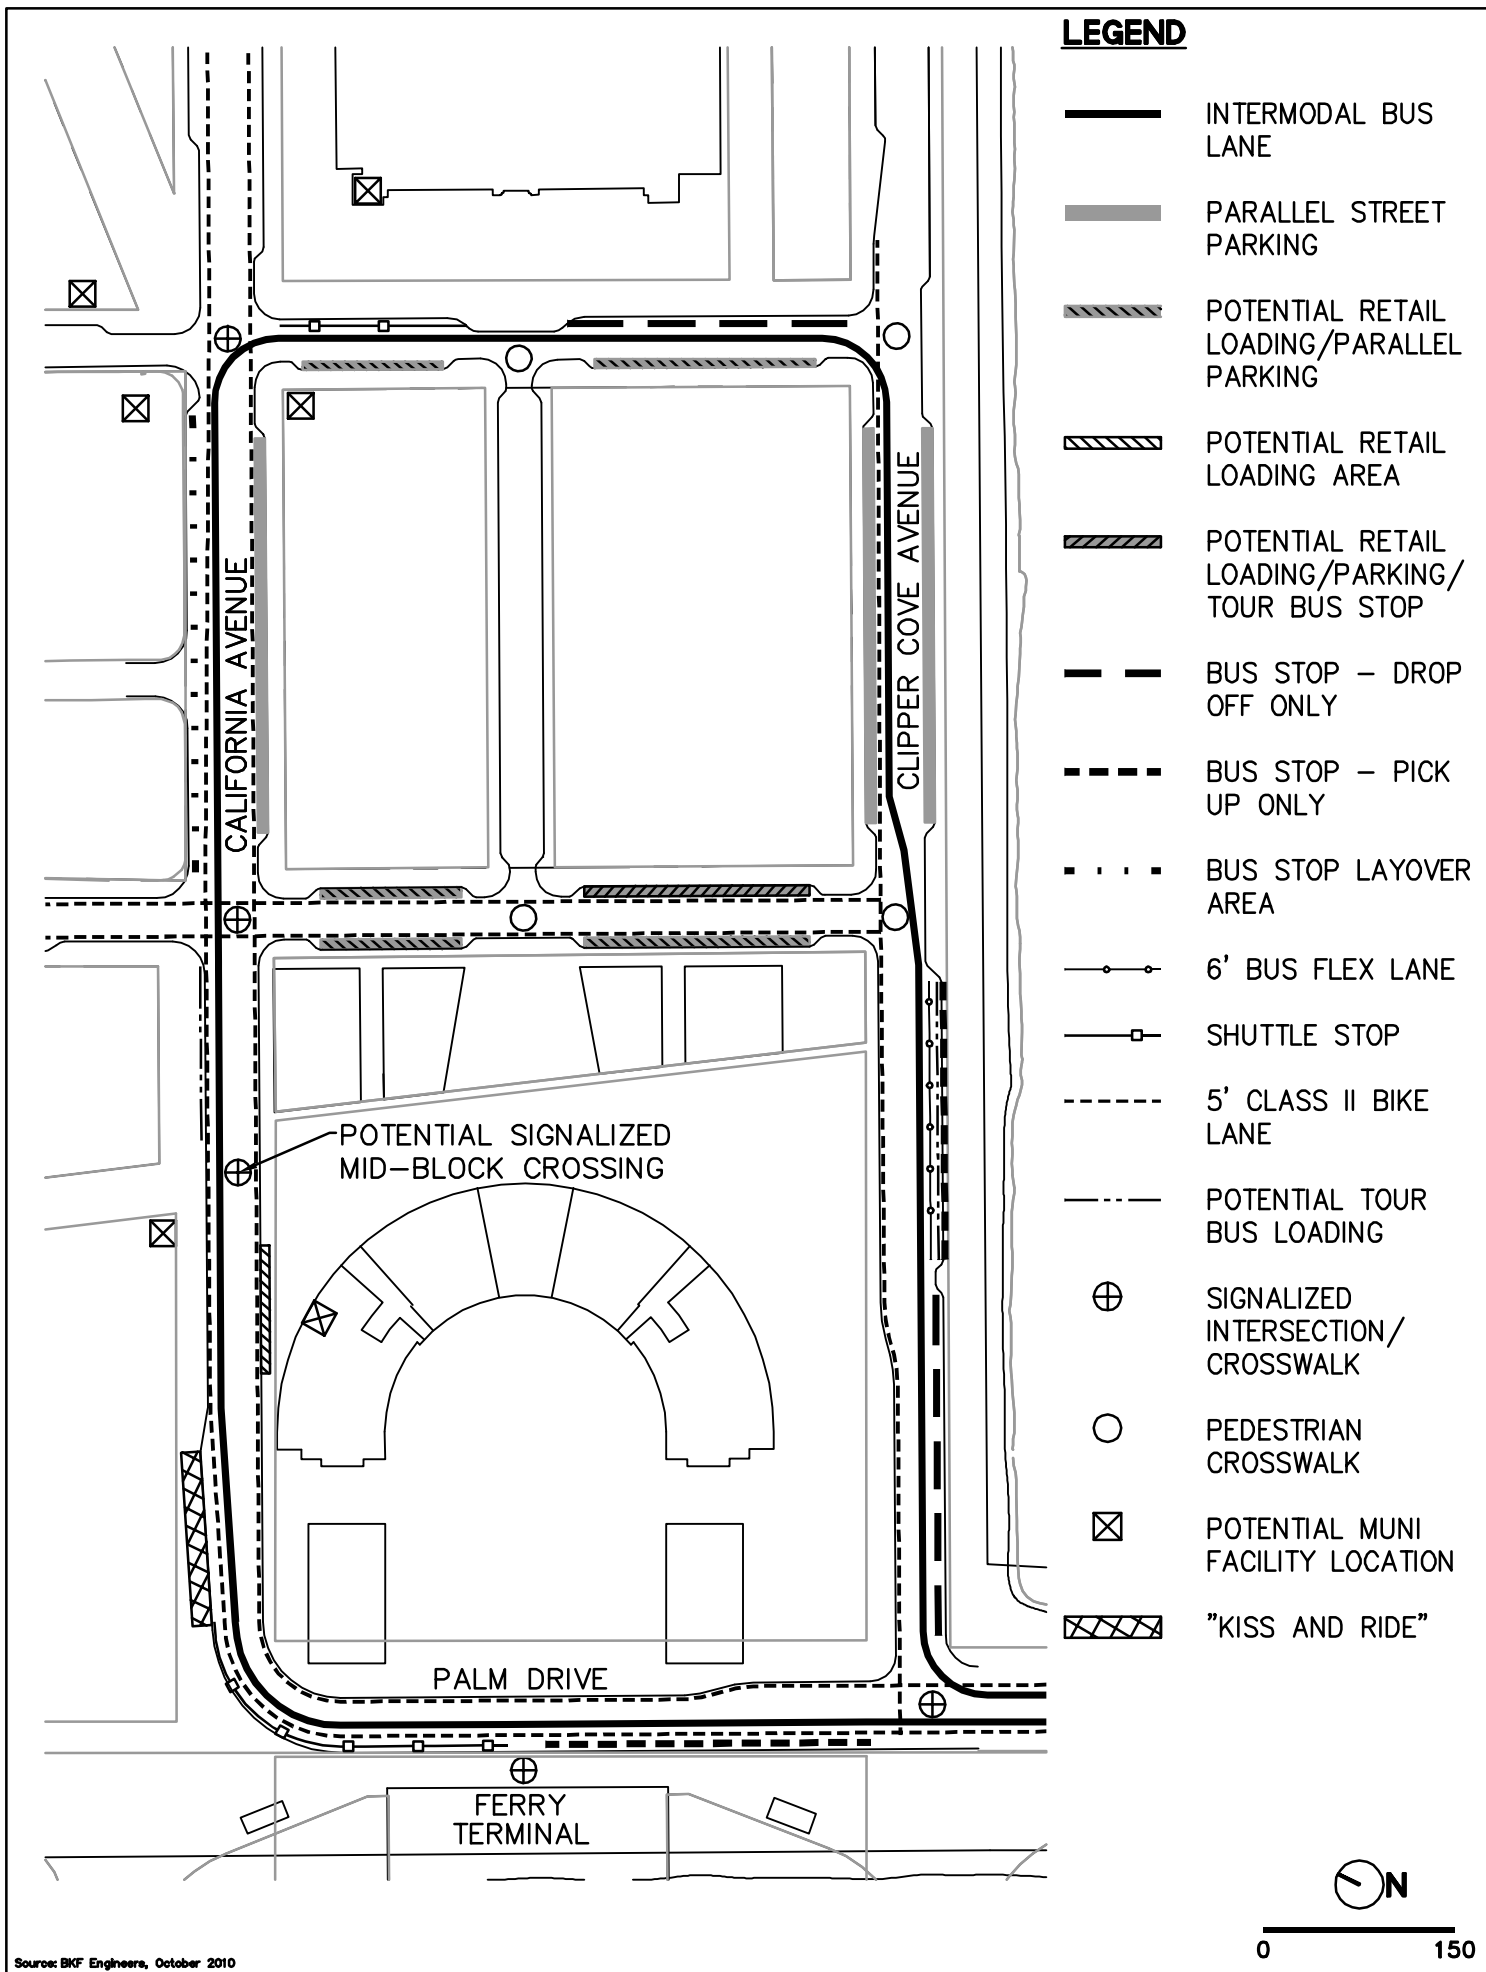 LEGEND
INTERMODAL BUS
LANE
PARALLEL STREET
PARKING
POTENTIAL RETAIL
LOADING/PARALLEL
PARKING
POTENTIAL RETAIL
LOADING AREA
POTENTIAL RETAIL
LOADING/PARKING/
TOUR BUS STOP
BUS STOP – DROP
OFF ONLY
BUS STOP – PICK
UP ONLY
BUS STOP LAYOVER
AREA
6' BUS FLEX LANE
SHUTTLE STOP
5' CLASS II BIKE
LANE
POTENTIAL TOUR
BUS LOADING
SIGNALIZED
INTERSECTION/
CROSSWALK
PEDESTRIAN
CROSSWALK
POTENTIAL MUNI
FACILITY LOCATION
"KISS AND RIDE"
CALIFORNIA AVENUE
CLIPPER COVE AVENUE
POTENTIAL SIGNALIZED
MID–BLOCK CROSSING
PALM DRIVE
FERRY
TERMINAL
N
0 150
Source: BKF Engineers, October 2010